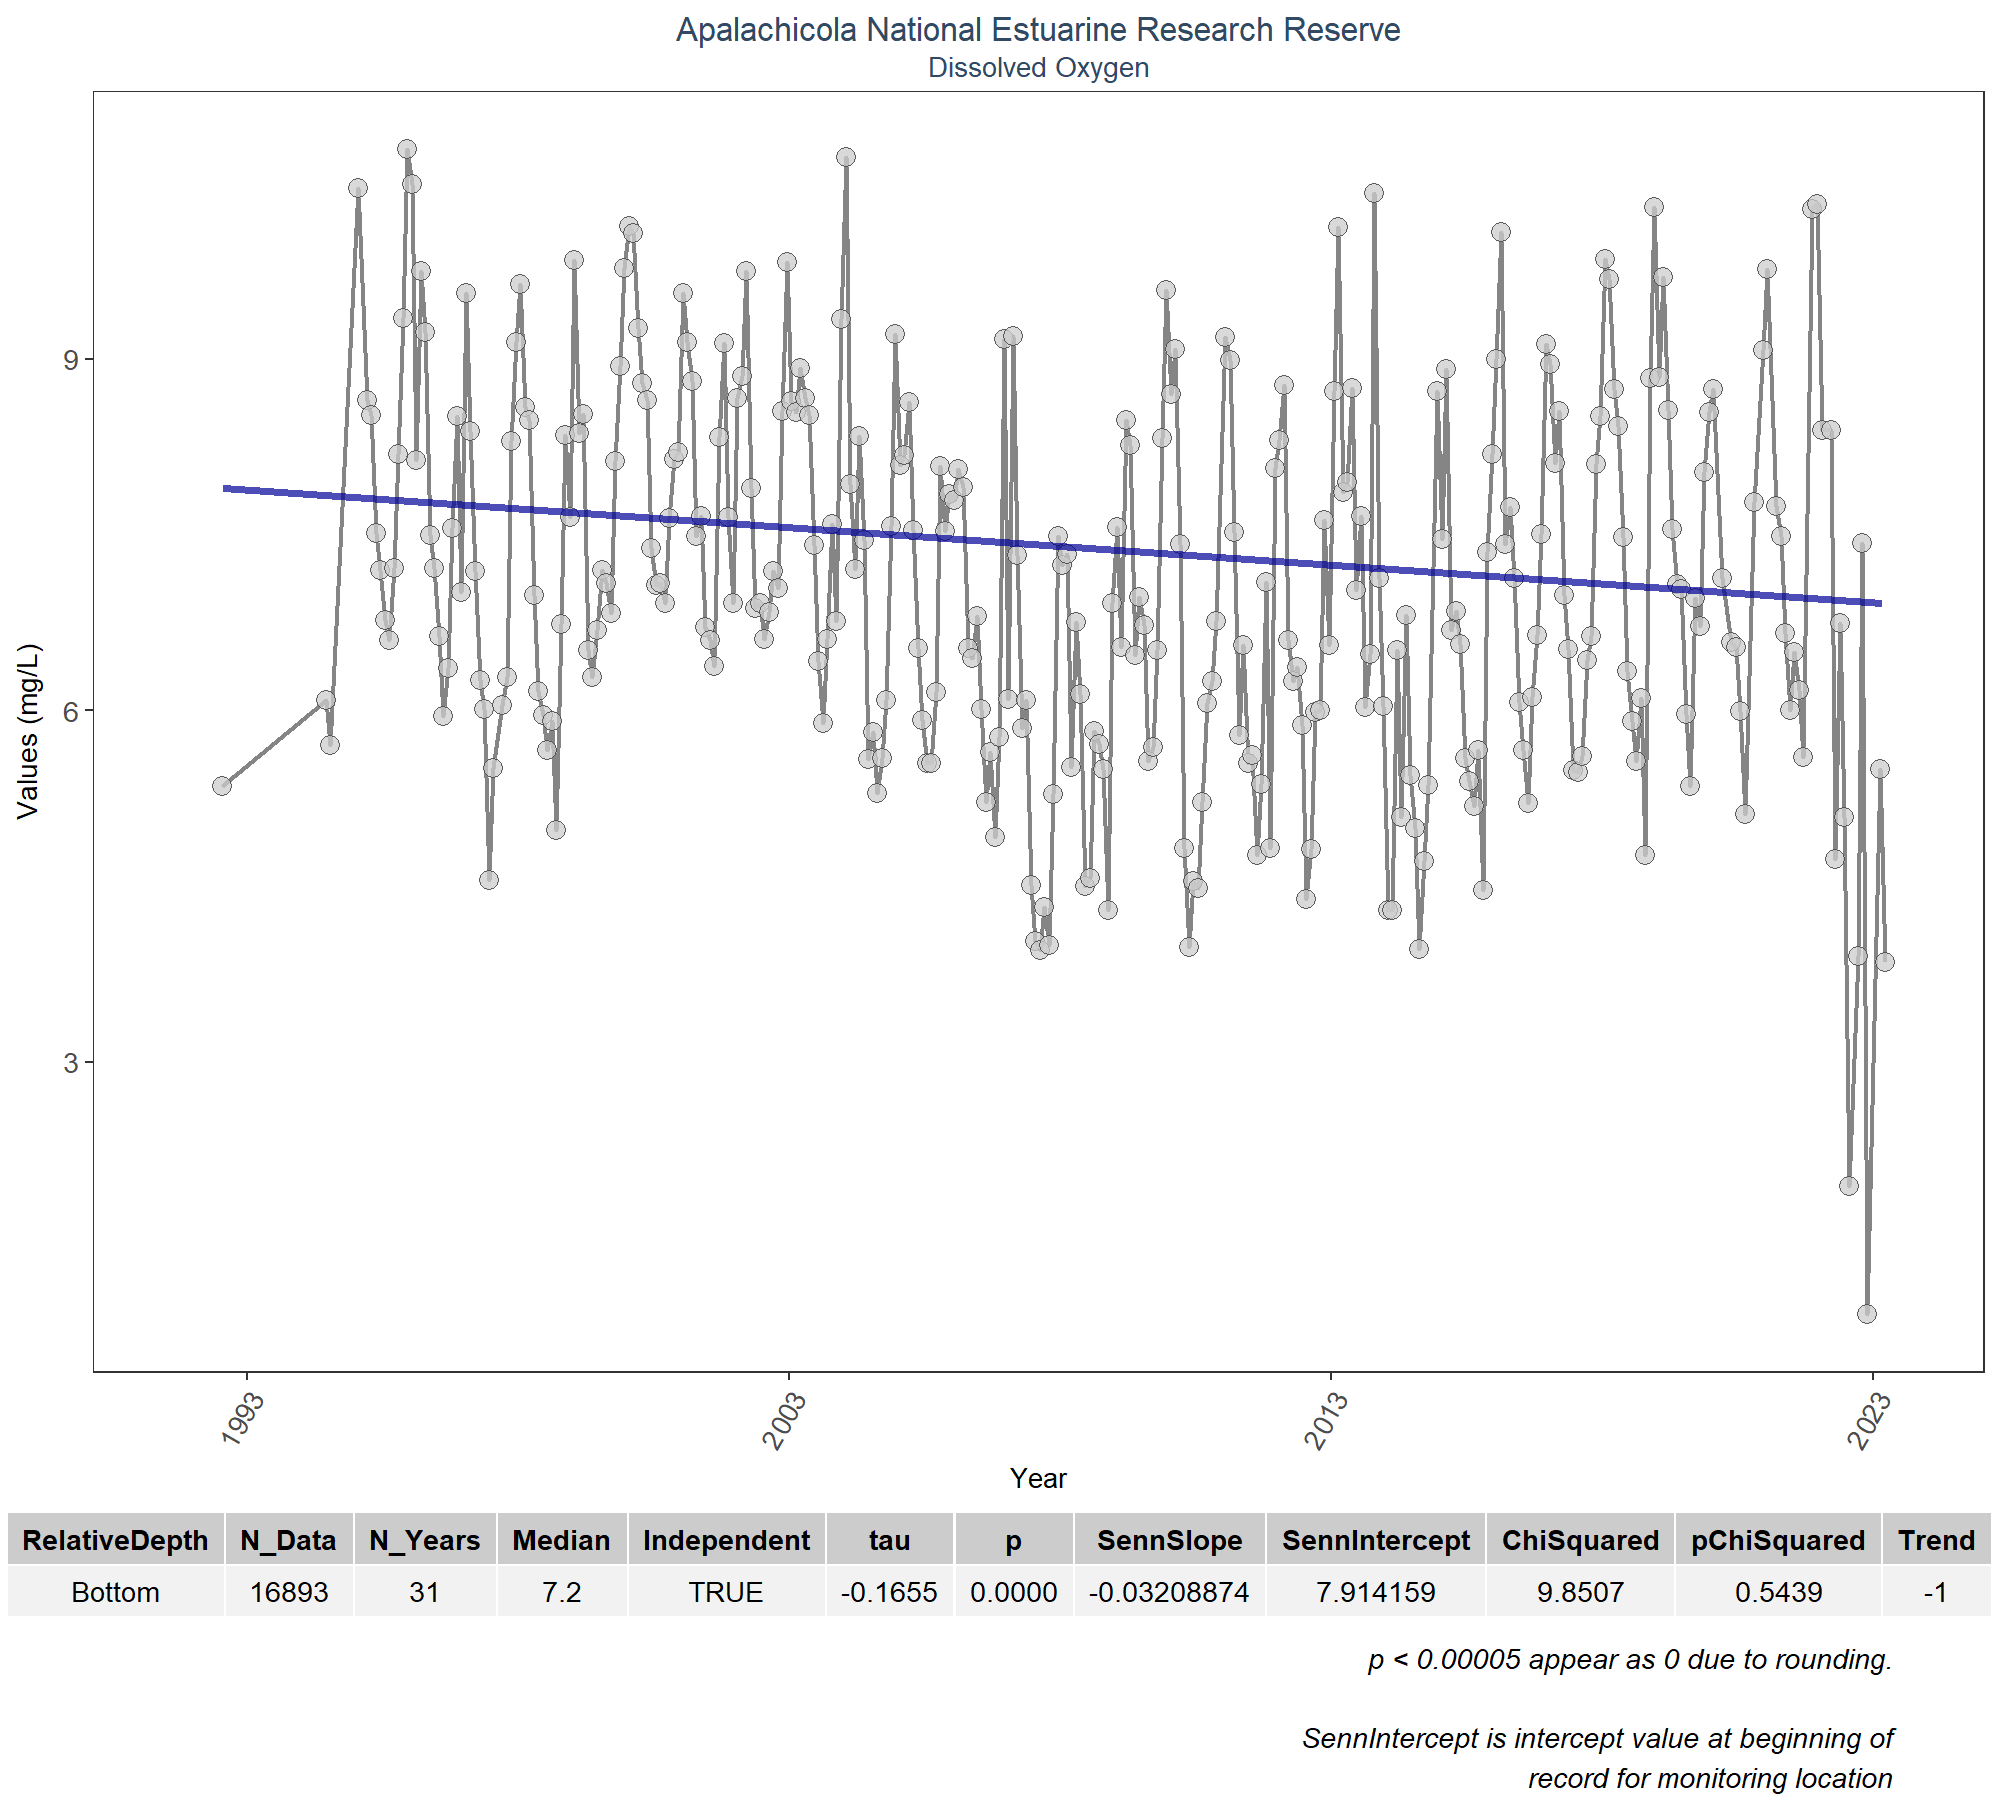 Apalachicola National Estuarine Research Reserve
Dissolved Oxygen
Values (mg/L)
9
6
3
1993
2003
2013
2023
Year
RelativeDepth N_Data N_Years Median Independent tau p SennSlope SennIntercept ChiSquared pChiSquared Trend
Bottom 16893 31 7.2 TRUE -0.1655 0.0000 -0.03208874 7.914159 9.8507 0.5439 -1
p < 0.00005 appear as 0 due to rounding.
SennIntercept is intercept value at beginning of
record for monitoring location